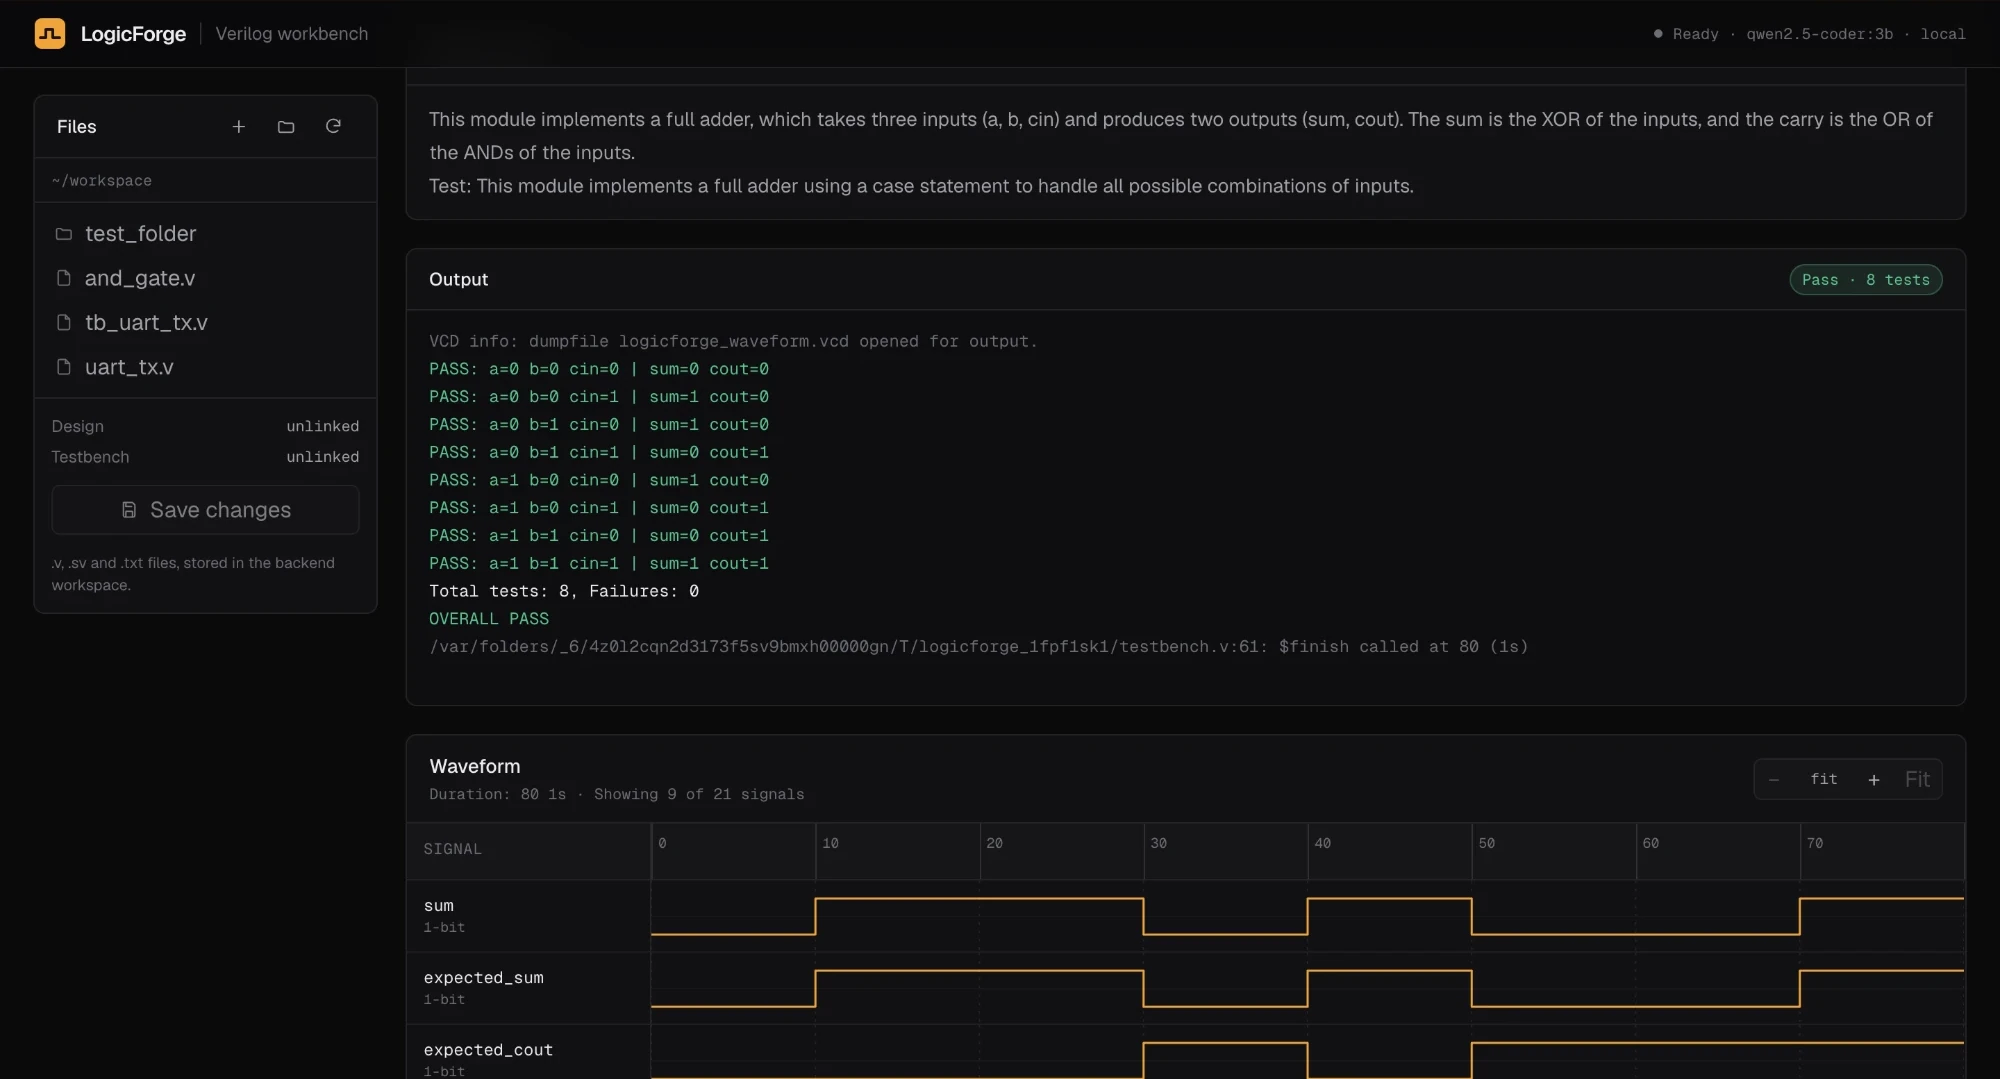 LogicForge
Verilog workbench
Ready · qwen2.5-coder:3b · local
Files
~/workspace
test_folder
and_gate.v
tb_uart_tx.v
uart_tx.v
Design unlinked
Testbench unlinked
Save changes
.v, .sv and .txt files, stored in the backend
workspace.
This module implements a full adder, which takes three inputs (a, b, cin) and produces two outputs (sum, cout). The sum is the XOR of the inputs, and the carry is the OR of
the ANDs of the inputs.
Test: This module implements a full adder using a case statement to handle all possible combinations of inputs.
Output
Pass · 8 tests
VCD info: dumpfile logicforge_waveform.vcd opened for output.
PASS: a=0 b=0 cin=0 | sum=0 cout=0
PASS: a=0 b=0 cin=1 | sum=1 cout=0
PASS: a=0 b=1 cin=0 | sum=1 cout=0
PASS: a=0 b=1 cin=1 | sum=0 cout=1
PASS: a=1 b=0 cin=0 | sum=1 cout=0
PASS: a=1 b=0 cin=1 | sum=0 cout=1
PASS: a=1 b=1 cin=0 | sum=0 cout=1
PASS: a=1 b=1 cin=1 | sum=1 cout=1
Total tests: 8, Failures: 0
OVERALL PASS
/var/folders/_6/4z0l2cqn2d3173f5sv9bmxh00000gn/T/logicforge_1fpf1sk1/testbench.v:61: $finish called at 80 (1s)
Waveform
Duration: 80 1s · Showing 9 of 21 signals
− fit + Fit
SIGNAL 0 10 20 30 40 50 60 70
sum
1-bit
expected_sum
1-bit
expected_cout
1-bit